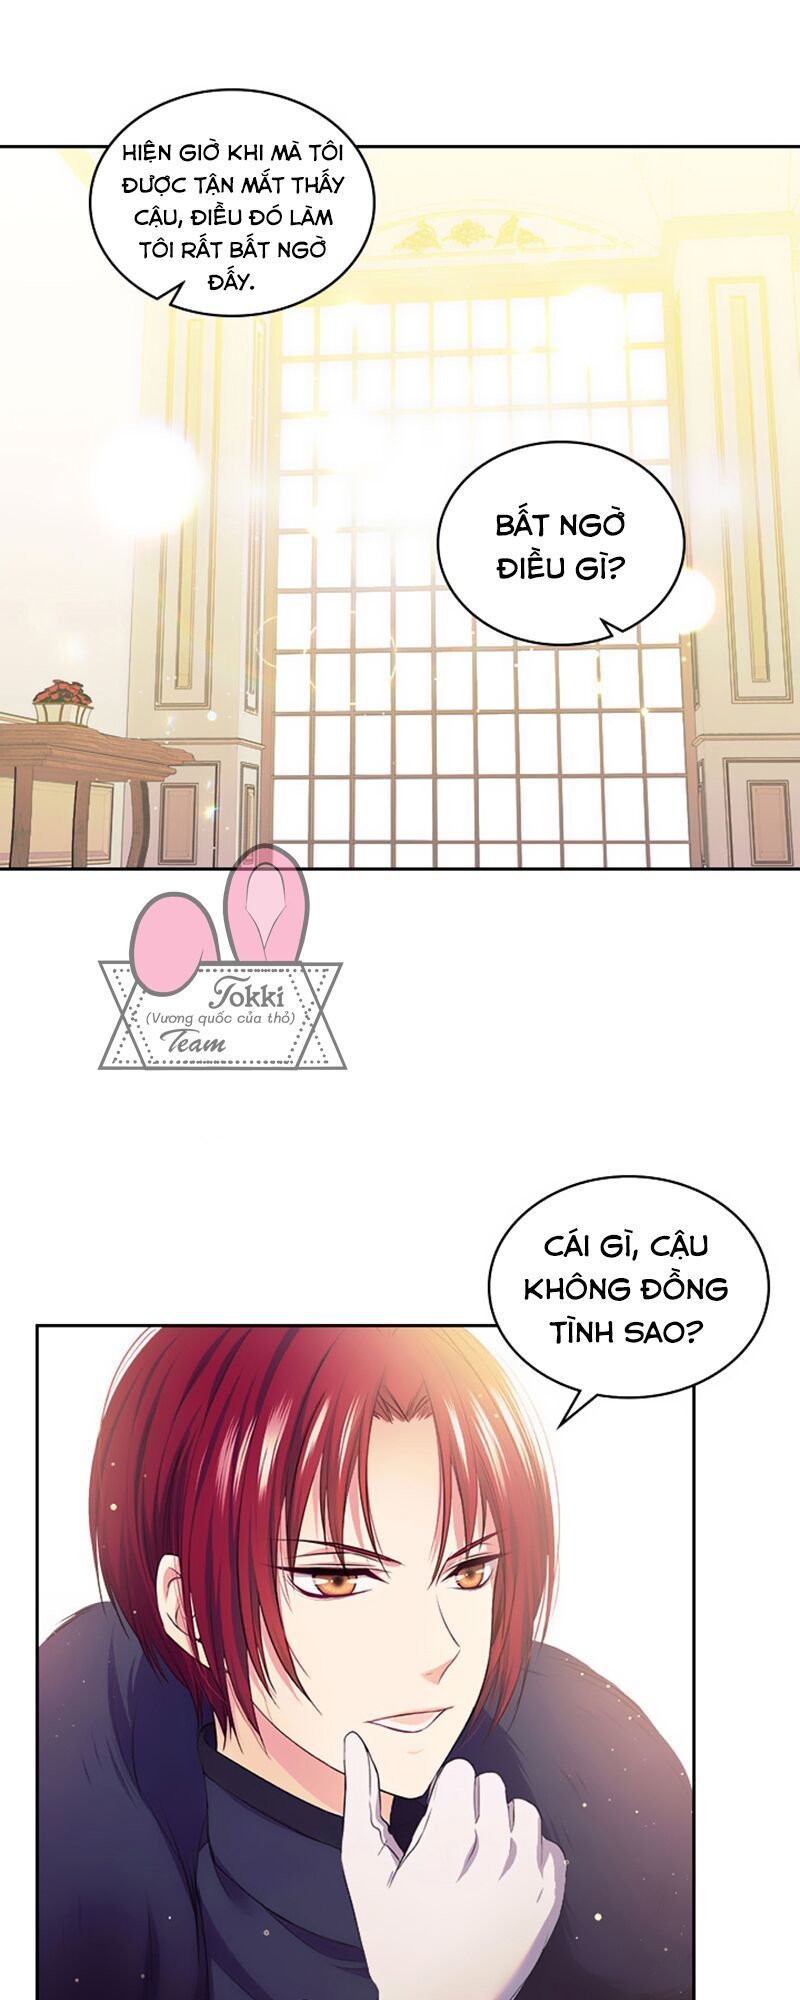 HIỆN GIỜ KHI MÀ TÔI
ĐƯỢC TẬN MẮT THẤY
CẬU, ĐIỀU ĐÓ LÀM
TÔI RẤT BẤT NGỜ
ĐẤY.
BẤT NGỜ
ĐIỀU GÌ?
Tokki
(Vương quốc của thỏ)
Team
CÁI GÌ, CẬU
KHÔNG ĐỒNG
TÌNH SAO?